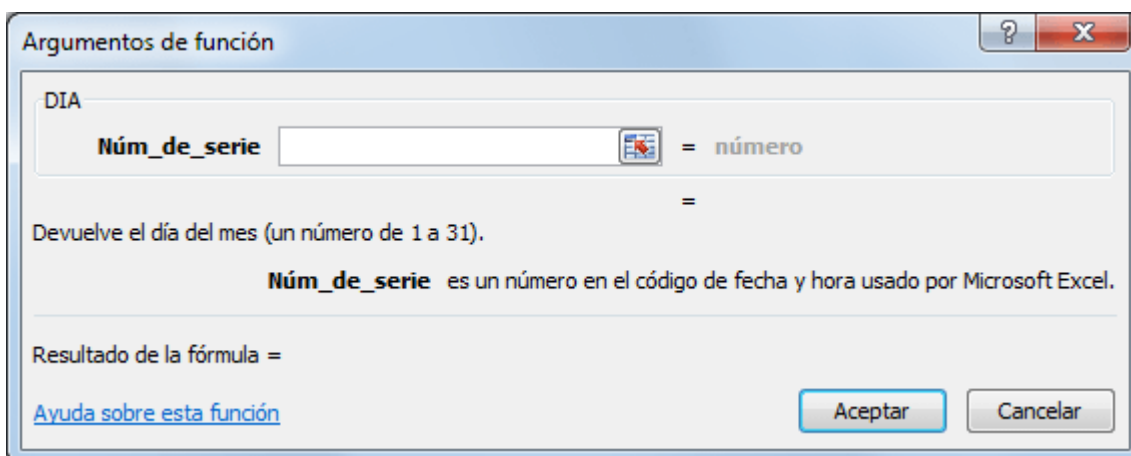 Argumentos de función
DIA
Núm_de_serie = número
=
Devuelve el día del mes (un número de 1 a 31).
Núm_de_serie es un número en el código de fecha y hora usado por Microsoft Excel.
Resultado de la fórmula =
Ayuda sobre esta función Aceptar Cancelar